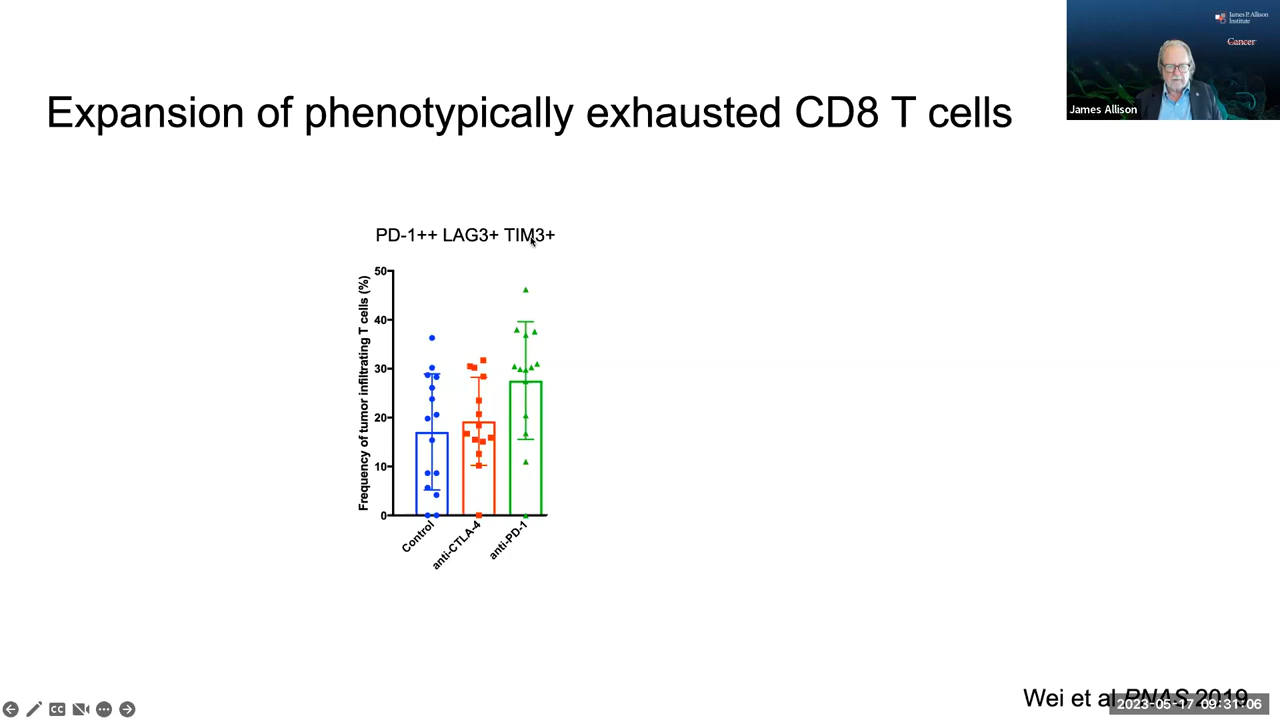 James P. Allison
Institute
Cancer
James Allison
Expansion of phenotypically exhausted CD8 T cells
PD-1++ LAG3+ TIM3+
Frequency of tumor infiltrating T cells (%)
50
40
30
20
10
0
Control
anti-CTLA-4
anti-PD-1
Wei et al PNAS 2019
CC
2023-05-17 09:31:06